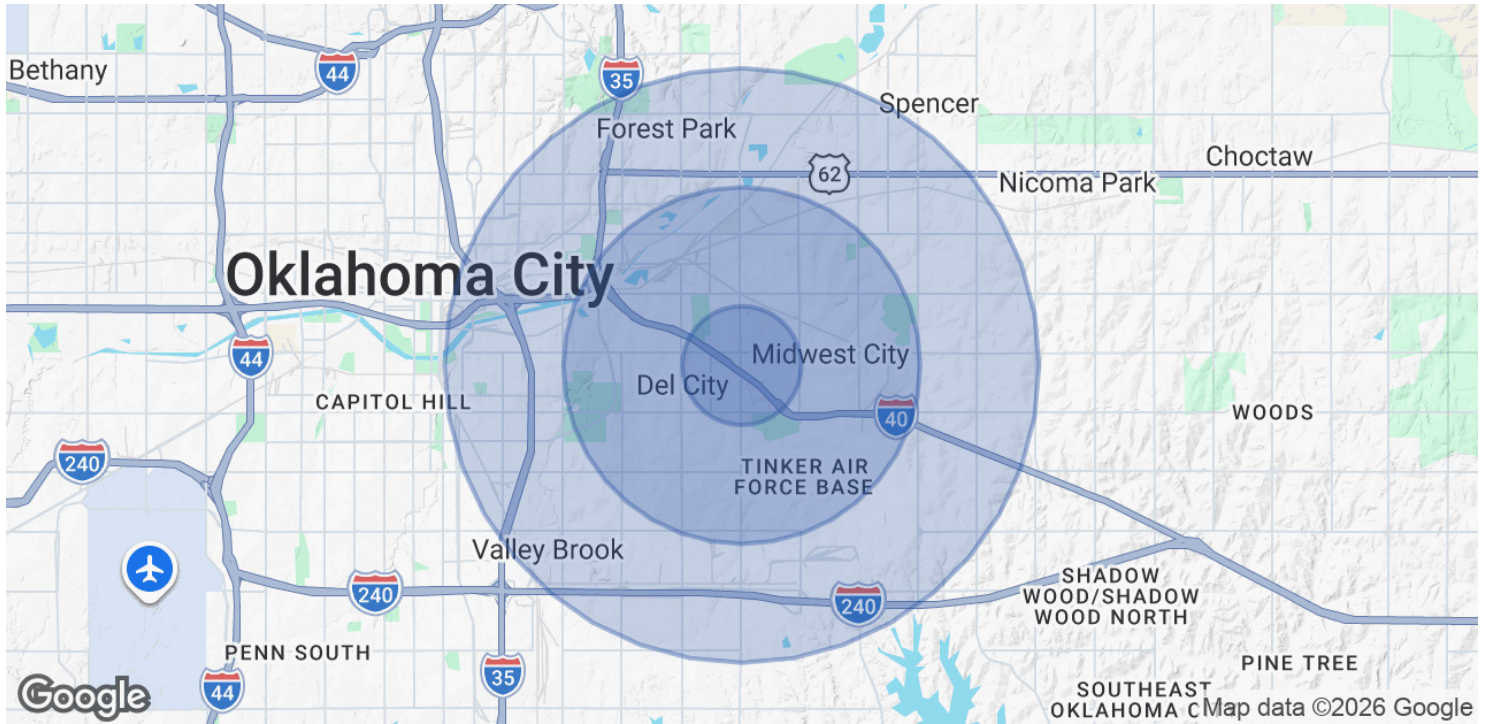 Bethany
44
35
Spencer
Forest Park
Choctaw
62
Nicoma Park
Oklahoma City
44
Midwest City
Del City
CAPITOL HILL
40
WOODS
240
TINKER AIR
FORCE BASE
Valley Brook
240
240
SHADOW
WOOD/SHADOW
WOOD NORTH
PENN SOUTH
35
44
PINE TREE
SOUTHEAST
OKLAHOMA C
Google
Map data ©2026 Google